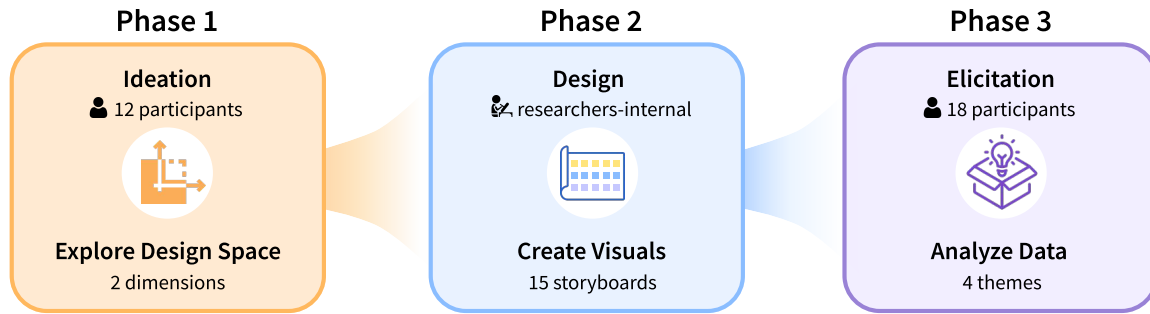 Phase 1
Ideation
12 participants
Explore Design Space
2 dimensions
Phase 2
Design
researchers-internal
Create Visuals
15 storyboards
Phase 3
Elicitation
18 participants
Analyze Data
4 themes